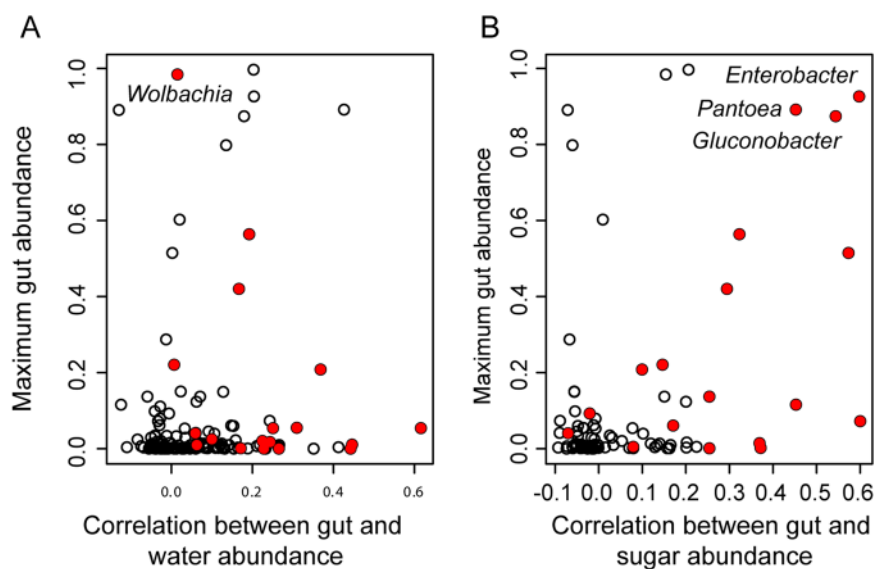 A
B
Maximum gut abundance
1.0
0.8
0.6
0.4
0.2
0.0
Wolbachia
0.0 0.2 0.4 0.6
Correlation between gut and
water abundance
Maximum gut abundance
1.0
0.8
0.6
0.4
0.2
0.0
Enterobacter
Pantoea
Gluconobacter
-0.1 0.0 0.1 0.2 0.3 0.4 0.5 0.6
Correlation between gut and
sugar abundance